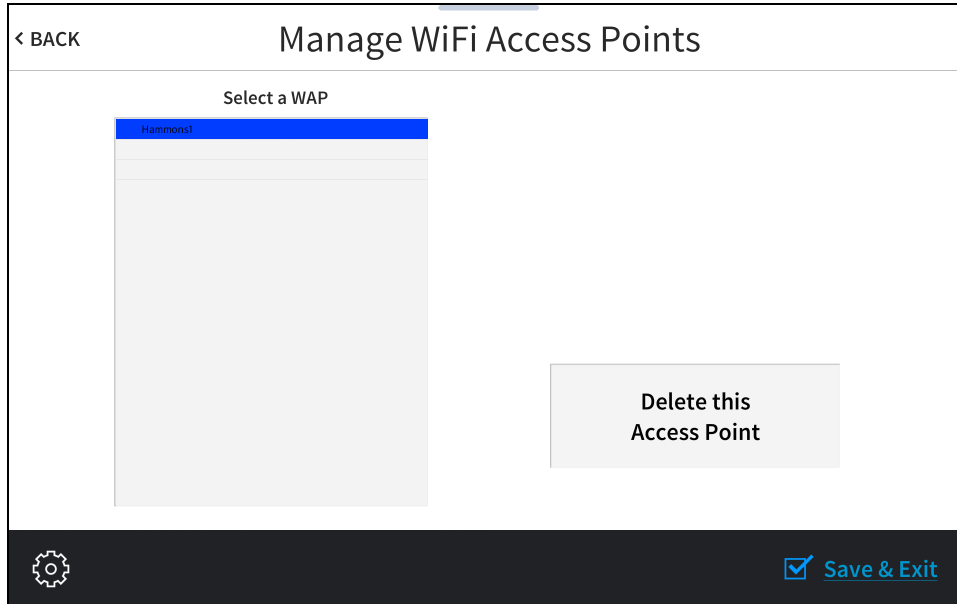 < BACK
Manage WiFi Access Points
Select a WAP
Hammons1
Delete this
Access Point
Save & Exit